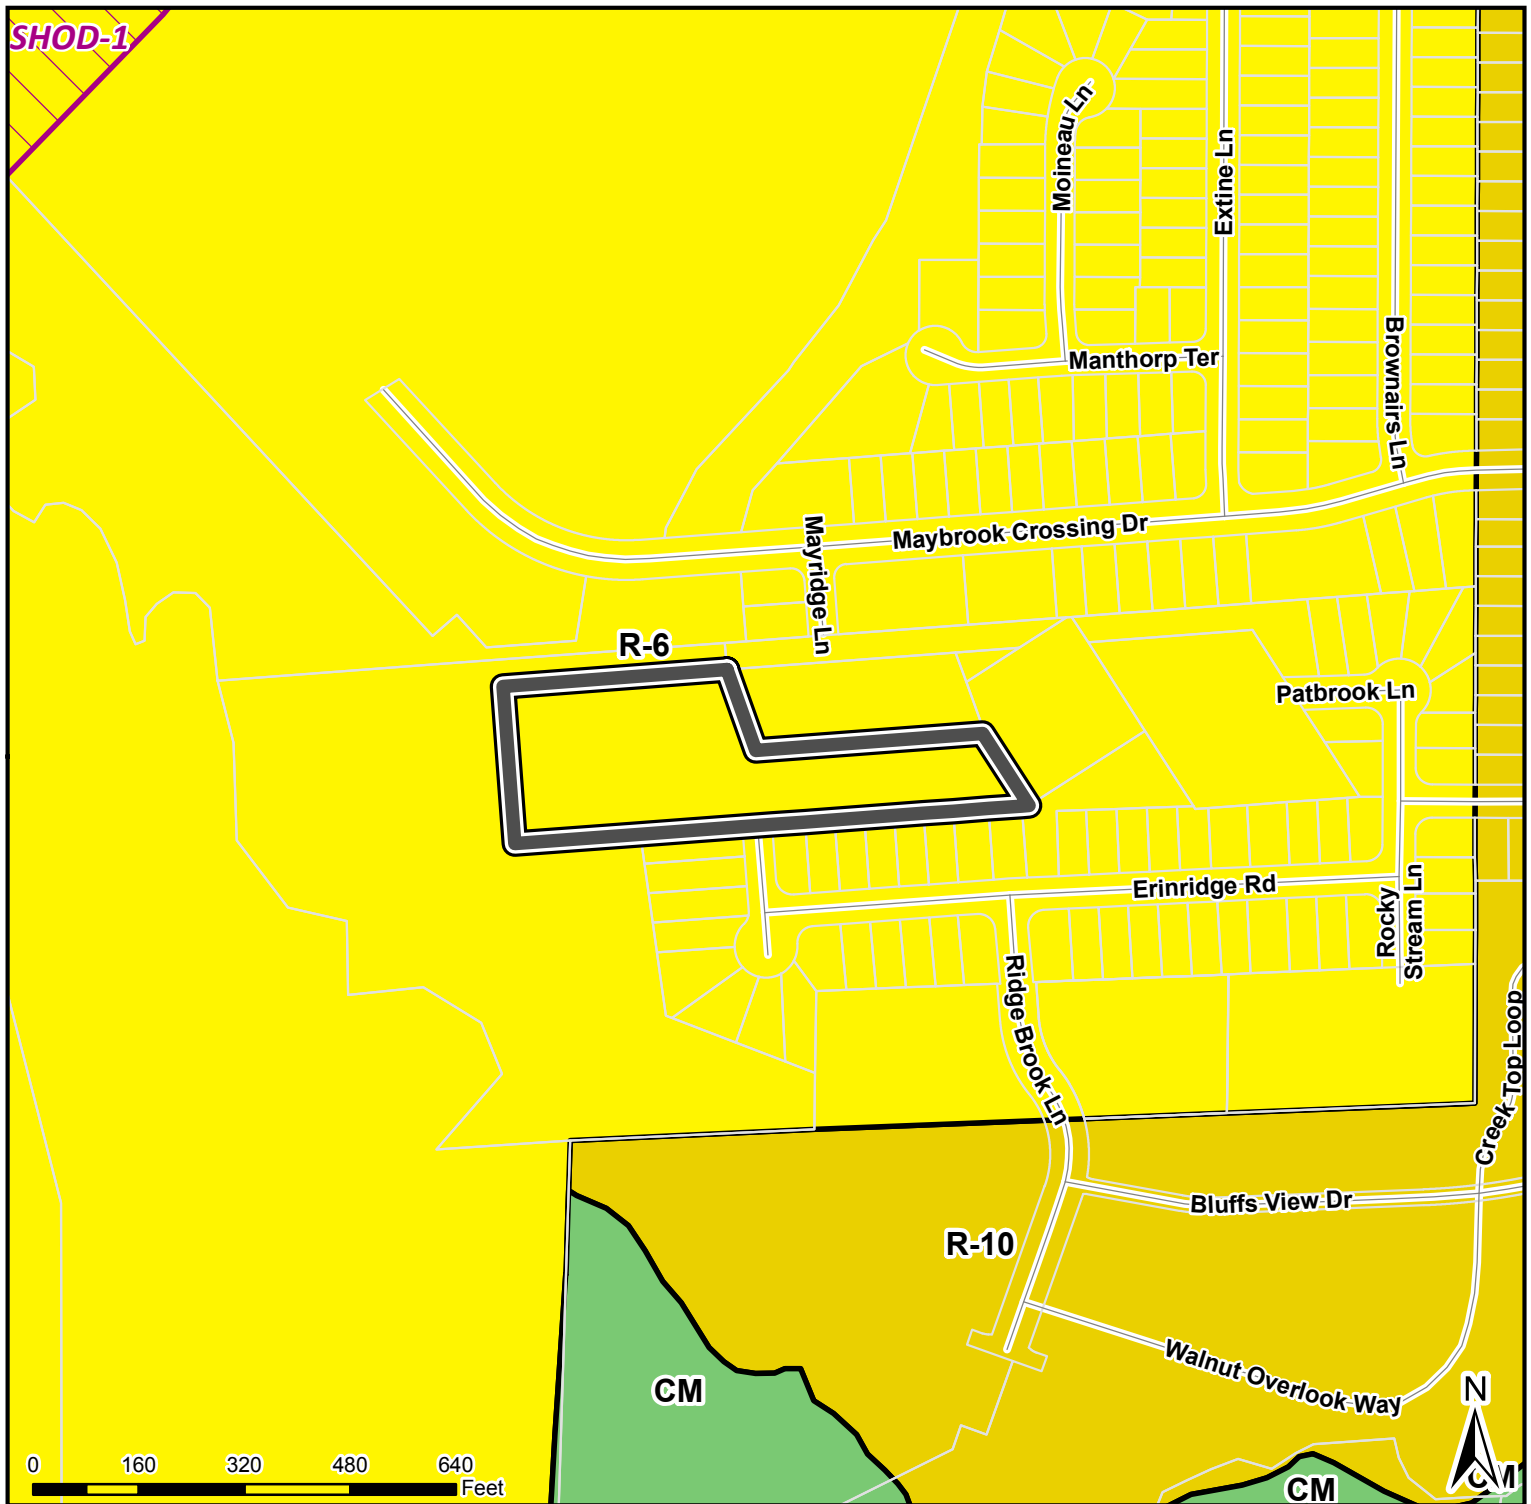 SHOD-1
Moineau Ln
Extine Ln
Brownairs Ln
Manthorp Ter
Maybrook Crossing Dr
Mayridge Ln
R-6
Patbrook Ln
Erinridge Rd
Rocky
Stream Ln
Ridge Brook Ln
Creek Top Loop
Bluffs View Dr
R-10
Walnut Overlook Way
CM
N
0 160 320 480 640
Feet
CM
CM